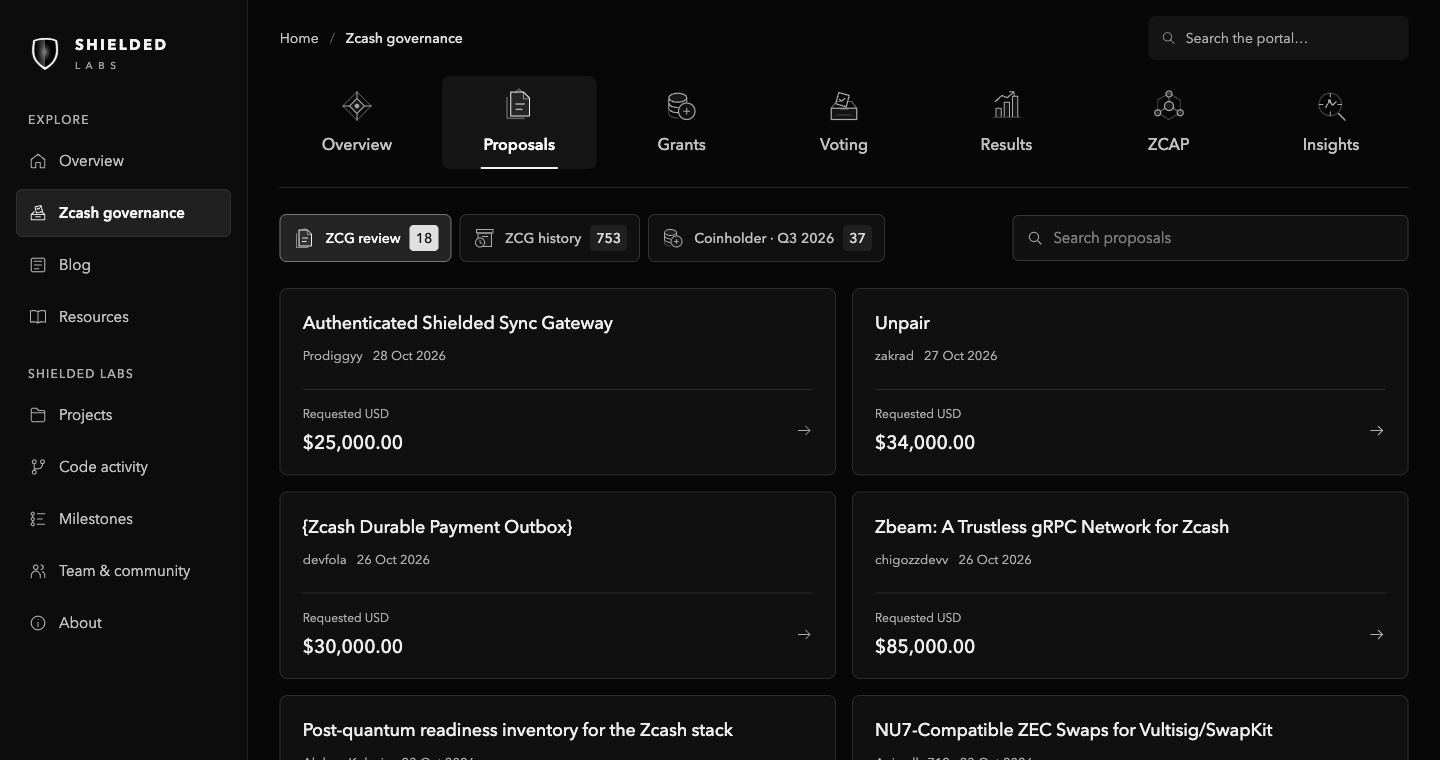 SHIELDED
LABS
EXPLORE
Overview
Zcash governance
Blog
Resources
SHIELDED LABS
Projects
Code activity
Milestones
Team & community
About
Home / Zcash governance
Search the portal...
Overview
Proposals
Grants
Voting
Results
ZCAP
Insights
ZCG review 18
ZCG history 753
Coinholder · Q3 2026 37
Search proposals
Authenticated Shielded Sync Gateway
Prodiggyy 28 Oct 2026
Requested USD
$25,000.00
Unpair
zakrad 27 Oct 2026
Requested USD
$34,000.00
{Zcash Durable Payment Outbox}
devfola 26 Oct 2026
Requested USD
$30,000.00
Zbeam: A Trustless gRPC Network for Zcash
chigozzdevv 26 Oct 2026
Requested USD
$85,000.00
Post-quantum readiness inventory for the Zcash stack
NU7-Compatible ZEC Swaps for Vultisig/SwapKit